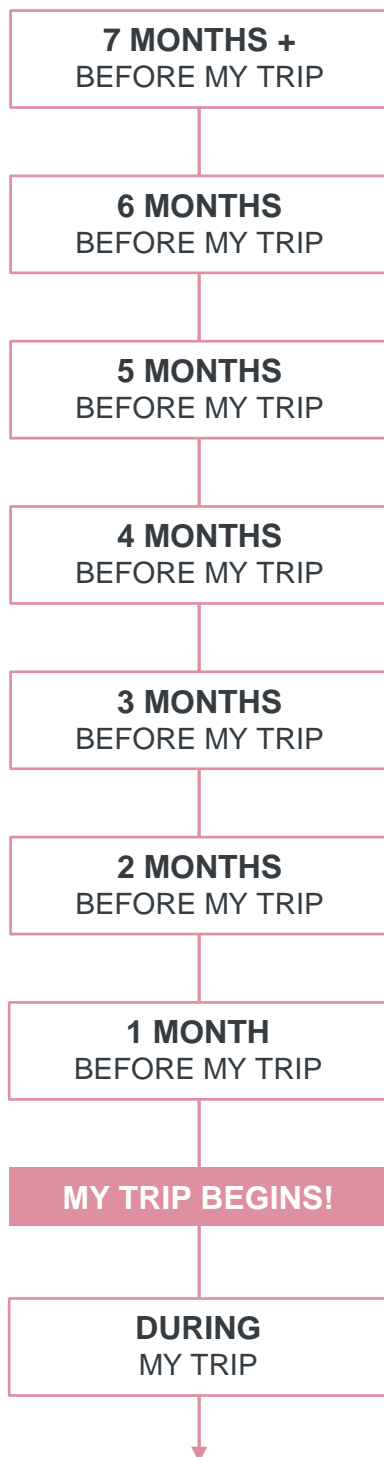 7 MONTHS +
BEFORE MY TRIP
6 MONTHS
BEFORE MY TRIP
5 MONTHS
BEFORE MY TRIP
4 MONTHS
BEFORE MY TRIP
3 MONTHS
BEFORE MY TRIP
2 MONTHS
BEFORE MY TRIP
1 MONTH
BEFORE MY TRIP
MY TRIP BEGINS!
DURING
MY TRIP